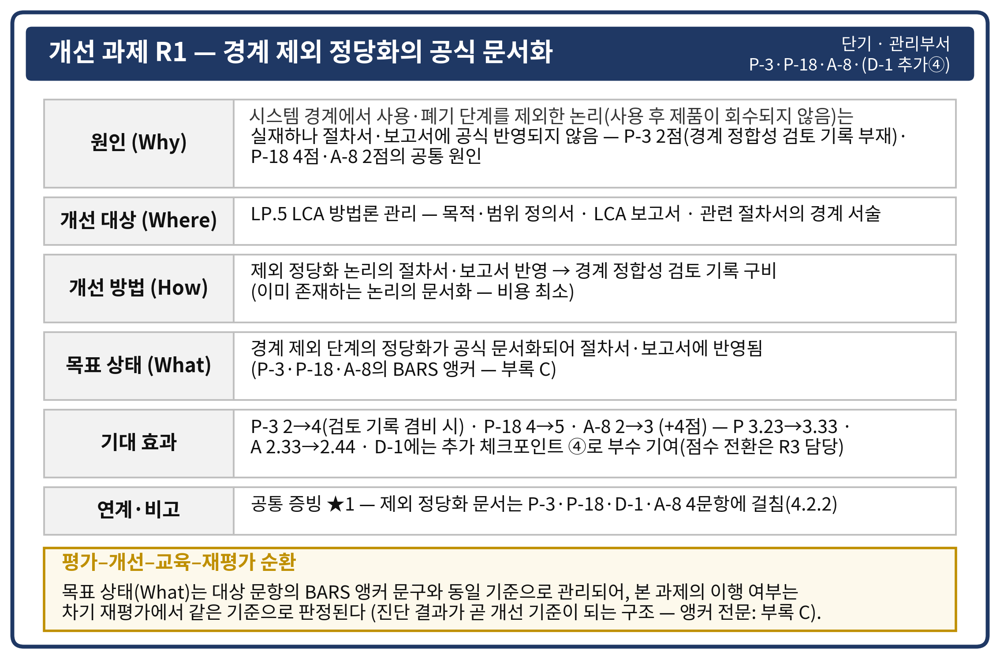 개선 과제 R1 — 경계 제외 정당화의 공식 문서화
단기 · 관리부서
P-3·P-18·A-8·(D-1 추가④)
원인 (Why)
시스템 경계에서 사용·폐기 단계를 제외한 논리(사용 후 제품이 회수되지 않음)는
실재하나 절차서·보고서에 공식 반영되지 않음 — P-3 2점(경계 정합성 검토 기록 부재)·
P-18 4점·A-8 2점의 공통 원인
개선 대상 (Where)
LP.5 LCA 방법론 관리 — 목적·범위 정의서 · LCA 보고서 · 관련 절차서의 경계 서술
개선 방법 (How)
제외 정당화 논리의 절차서·보고서 반영 → 경계 정합성 검토 기록 구비
(이미 존재하는 논리의 문서화 — 비용 최소)
목표 상태 (What)
경계 제외 단계의 정당화가 공식 문서화되어 절차서·보고서에 반영됨
(P-3·P-18·A-8의 BARS 앵커 — 부록 C)
기대 효과
P-3 2→4(검토 기록 겸비 시) · P-18 4→5 · A-8 2→3 (+4점) — P 3.23→3.33 ·
A 2.33→2.44 · D-1에는 추가 체크포인트 ④로 부수 기여(점수 전환은 R3 담당)
연계·비고
공통 증빙 ★1 — 제외 정당화 문서는 P-3·P-18·D-1·A-8 4문항에 걸침(4.2.2)
평가–개선–교육–재평가 순환
목표 상태(What)는 대상 문항의 BARS 앵커 문구와 동일 기준으로 관리되어, 본 과제의 이행 여부는
차기 재평가에서 같은 기준으로 판정된다 (진단 결과가 곧 개선 기준이 되는 구조 — 앵커 전문: 부록 C).